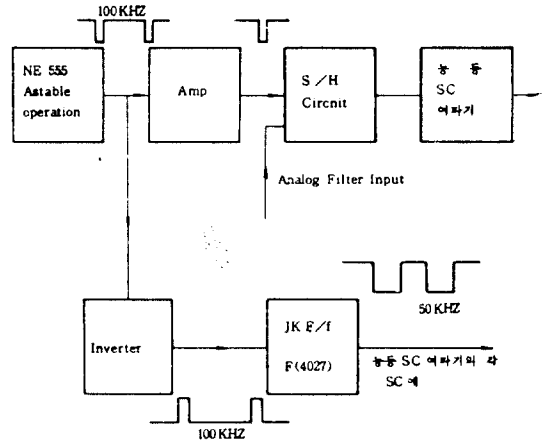 100 KHZ
NE 555
Astable
operation
Amp
S / H
Circnit
능 동
SC
여파기
Analog Filter Input
50 KHZ
Inverter
JK F/f
F(4027)
능동 SC 여파기의 각
SC 에
100 KHZ